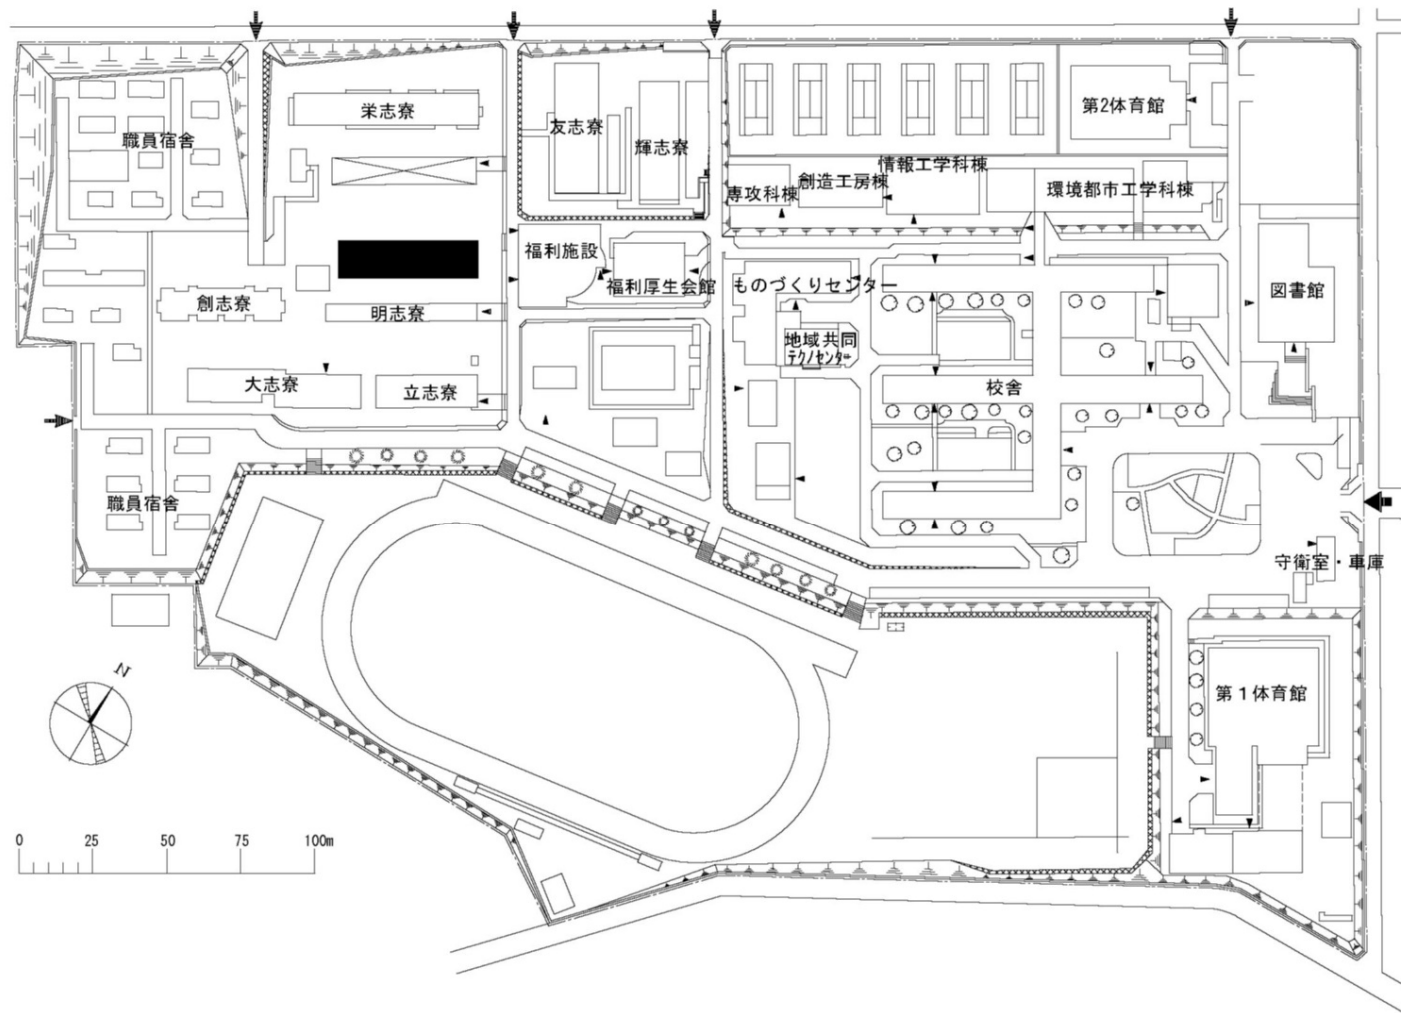 栄志寮
友志寮
輝志寮
第2体育館
職員宿舎
専攻科棟
創造工房棟
情報工学科棟
環境都市工学科棟
福利施設
福利厚生会館
ものづくりセンター
図書館
創志寮
明志寮
地域共同
テクノセンター
大志寮
立志寮
校舎
職員宿舎
守衛室・車庫
第1体育館
N
0 25 50 75 100m